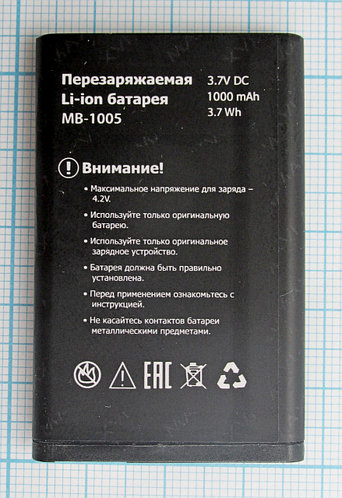 Перезаряжаемая 3.7V DC
Li-ion батарея 1000 mAh
MB-1005 3.7 Wh
! Внимание!
• Максимальное напряжение для заряда –
4.2V.
• Используйте только оригинальную
батарею.
• Используйте только оригинальное
зарядное устройство.
• Батарея должна быть правильно
установлена.
• Перед применением ознакомьтесь с
инструкцией.
• Не касайтесь контактов батареи
металлическими предметами.
EAC